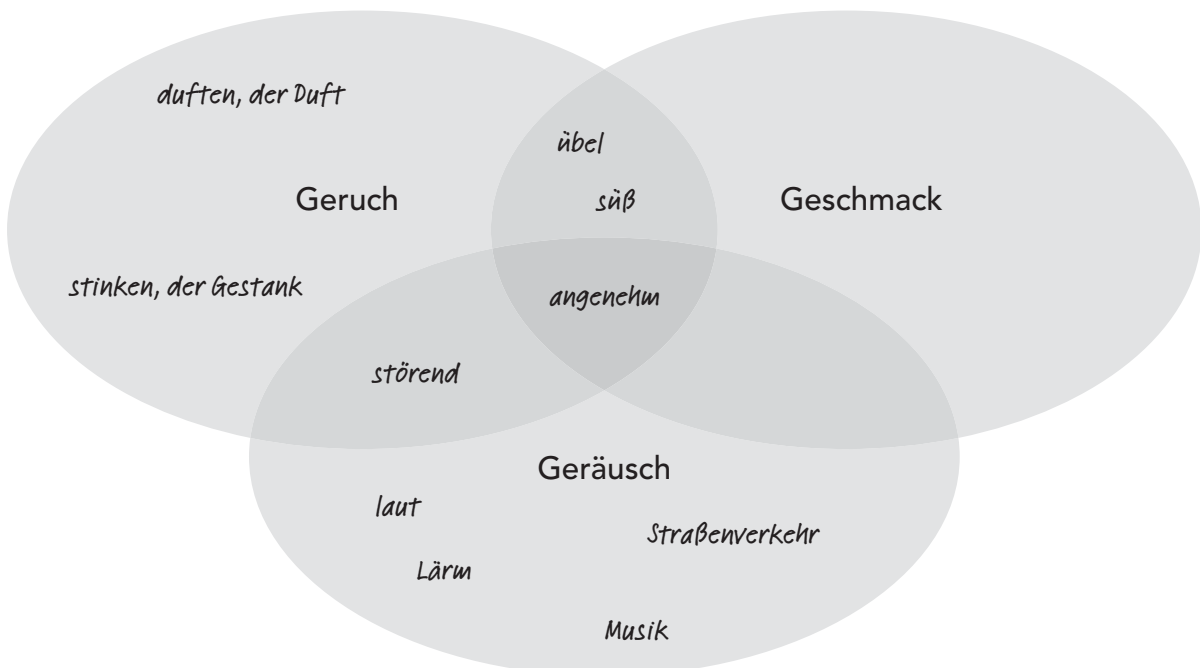 duften, der Duft
übel
Geruch
süß
Geschmack
stinken, der Gestank
angenehm
störend
Geräusch
laut
Straßenverkehr
Lärm
Musik